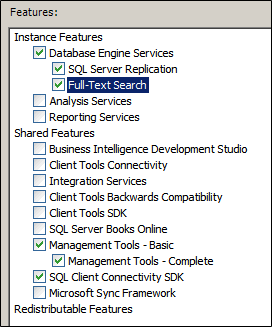 Features:
Instance Features
Database Engine Services
SQL Server Replication
Full-Text Search
Analysis Services
Reporting Services
Shared Features
Business Intelligence Development Studio
Client Tools Connectivity
Integration Services
Client Tools Backwards Compatibility
Client Tools SDK
SQL Server Books Online
Management Tools - Basic
Management Tools - Complete
SQL Client Connectivity SDK
Microsoft Sync Framework
Redistributable Features